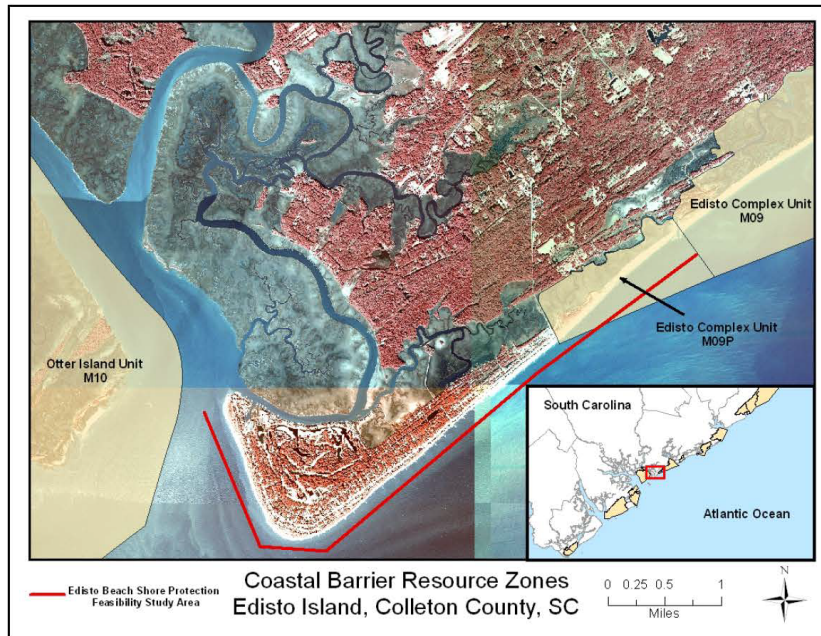 Edisto Complex Unit
M09
Edisto Complex Unit
M09P
Otter Island Unit
M10
South Carolina
Atlantic Ocean
Edisto Beach Shore Protection
Feasibility Study Area
Coastal Barrier Resource Zones
Edisto Island, Colleton County, SC
0 0.25 0.5 1
Miles
N